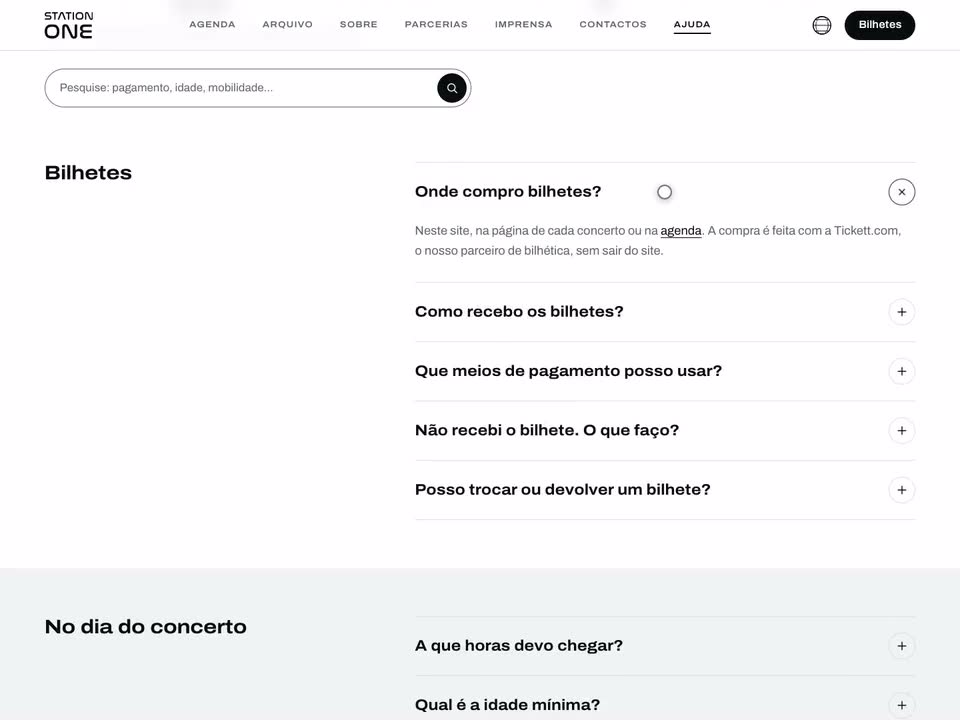 STATION
ONE
AGENDA
ARQUIVO
SOBRE
PARCERIAS
IMPRENSA
CONTACTOS
AJUDA
Bilhetes
Pesquise: pagamento, idade, mobilidade...
Bilhetes
Onde compro bilhetes?
Neste site, na página de cada concerto ou na agenda. A compra é feita com a Tickett.com,
o nosso parceiro de bilhética, sem sair do site.
Como recebo os bilhetes?
Que meios de pagamento posso usar?
Não recebi o bilhete. O que faço?
Posso trocar ou devolver um bilhete?
No dia do concerto
A que horas devo chegar?
Qual é a idade mínima?